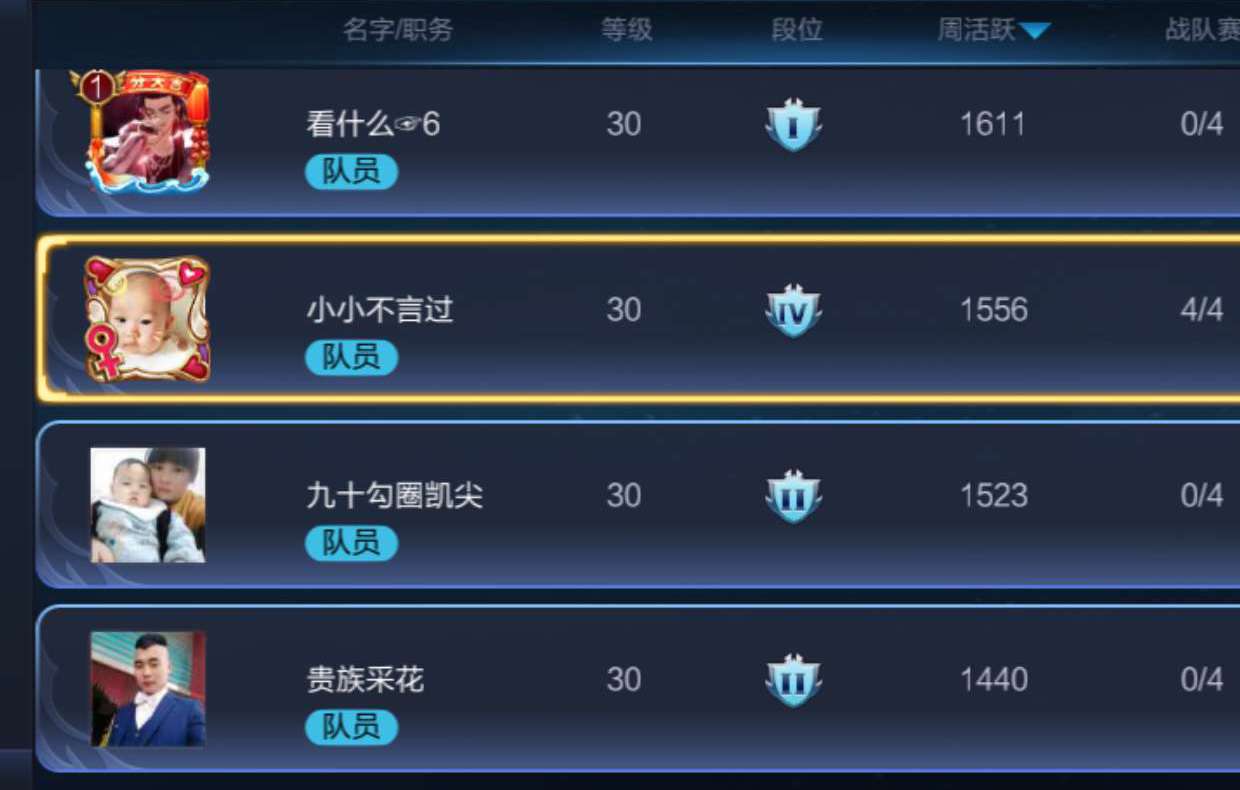 名字/职务 等级 段位 周活跃 战队赛
1
看什么☞6 30 I 1611 0/4
队员
小小不言过 30 IV 1556 4/4
队员
九十勾圈凯尖 30 II 1523 0/4
队员
贵族采花 30 II 1440 0/4
队员